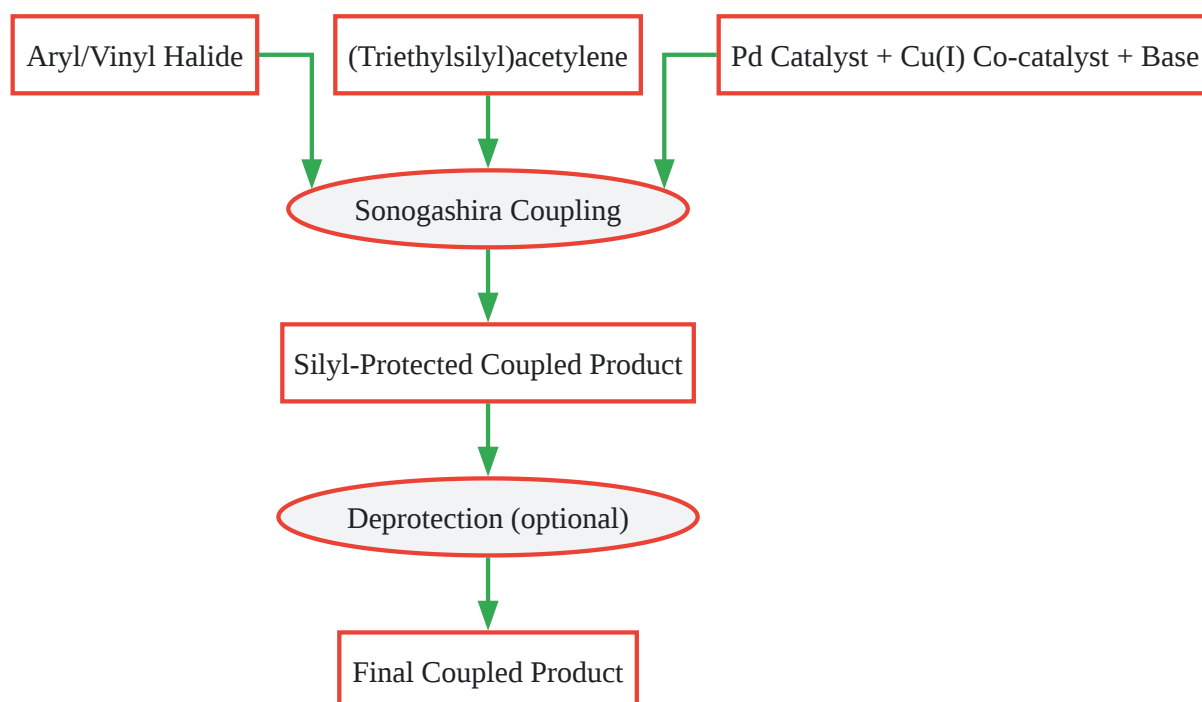 Aryl/Vinyl Halide
(Triethylsilyl)acetylene
Pd Catalyst + Cu(I) Co-catalyst + Base
Sonogashira Coupling
Silyl-Protected Coupled Product
Deprotection (optional)
Final Coupled Product